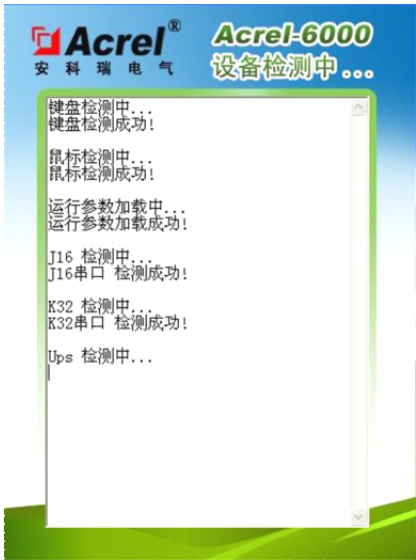 Acrel®
安科瑞电气
Acrel-6000
设备检测中...
键盘检测中...
键盘检测成功!
鼠标检测中...
鼠标检测成功!
运行参数加载中...
运行参数加载成功!
J16 检测中...
J16串口 检测成功!
K32 检测中...
K32串口 检测成功!
Ups 检测中...